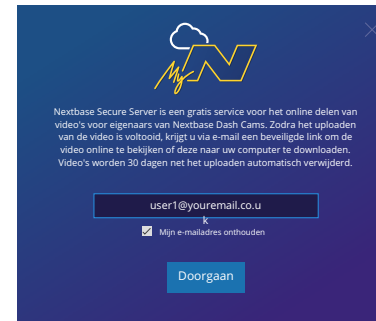 My N
Nextbase Secure Server is een gratis service voor het online delen van
video's voor eigenaars van Nextbase Dash Cams. Zodra het uploaden
van de video is voltooid, krijgt u via e-mail een beveiligde link om de
video online te bekijken of deze naar uw computer te downloaden.
Video's worden 30 dagen net het uploaden automatisch verwijderd.
user1@youremail.co.u
k
Mijn e-mailadres onthouden
Doorgaan